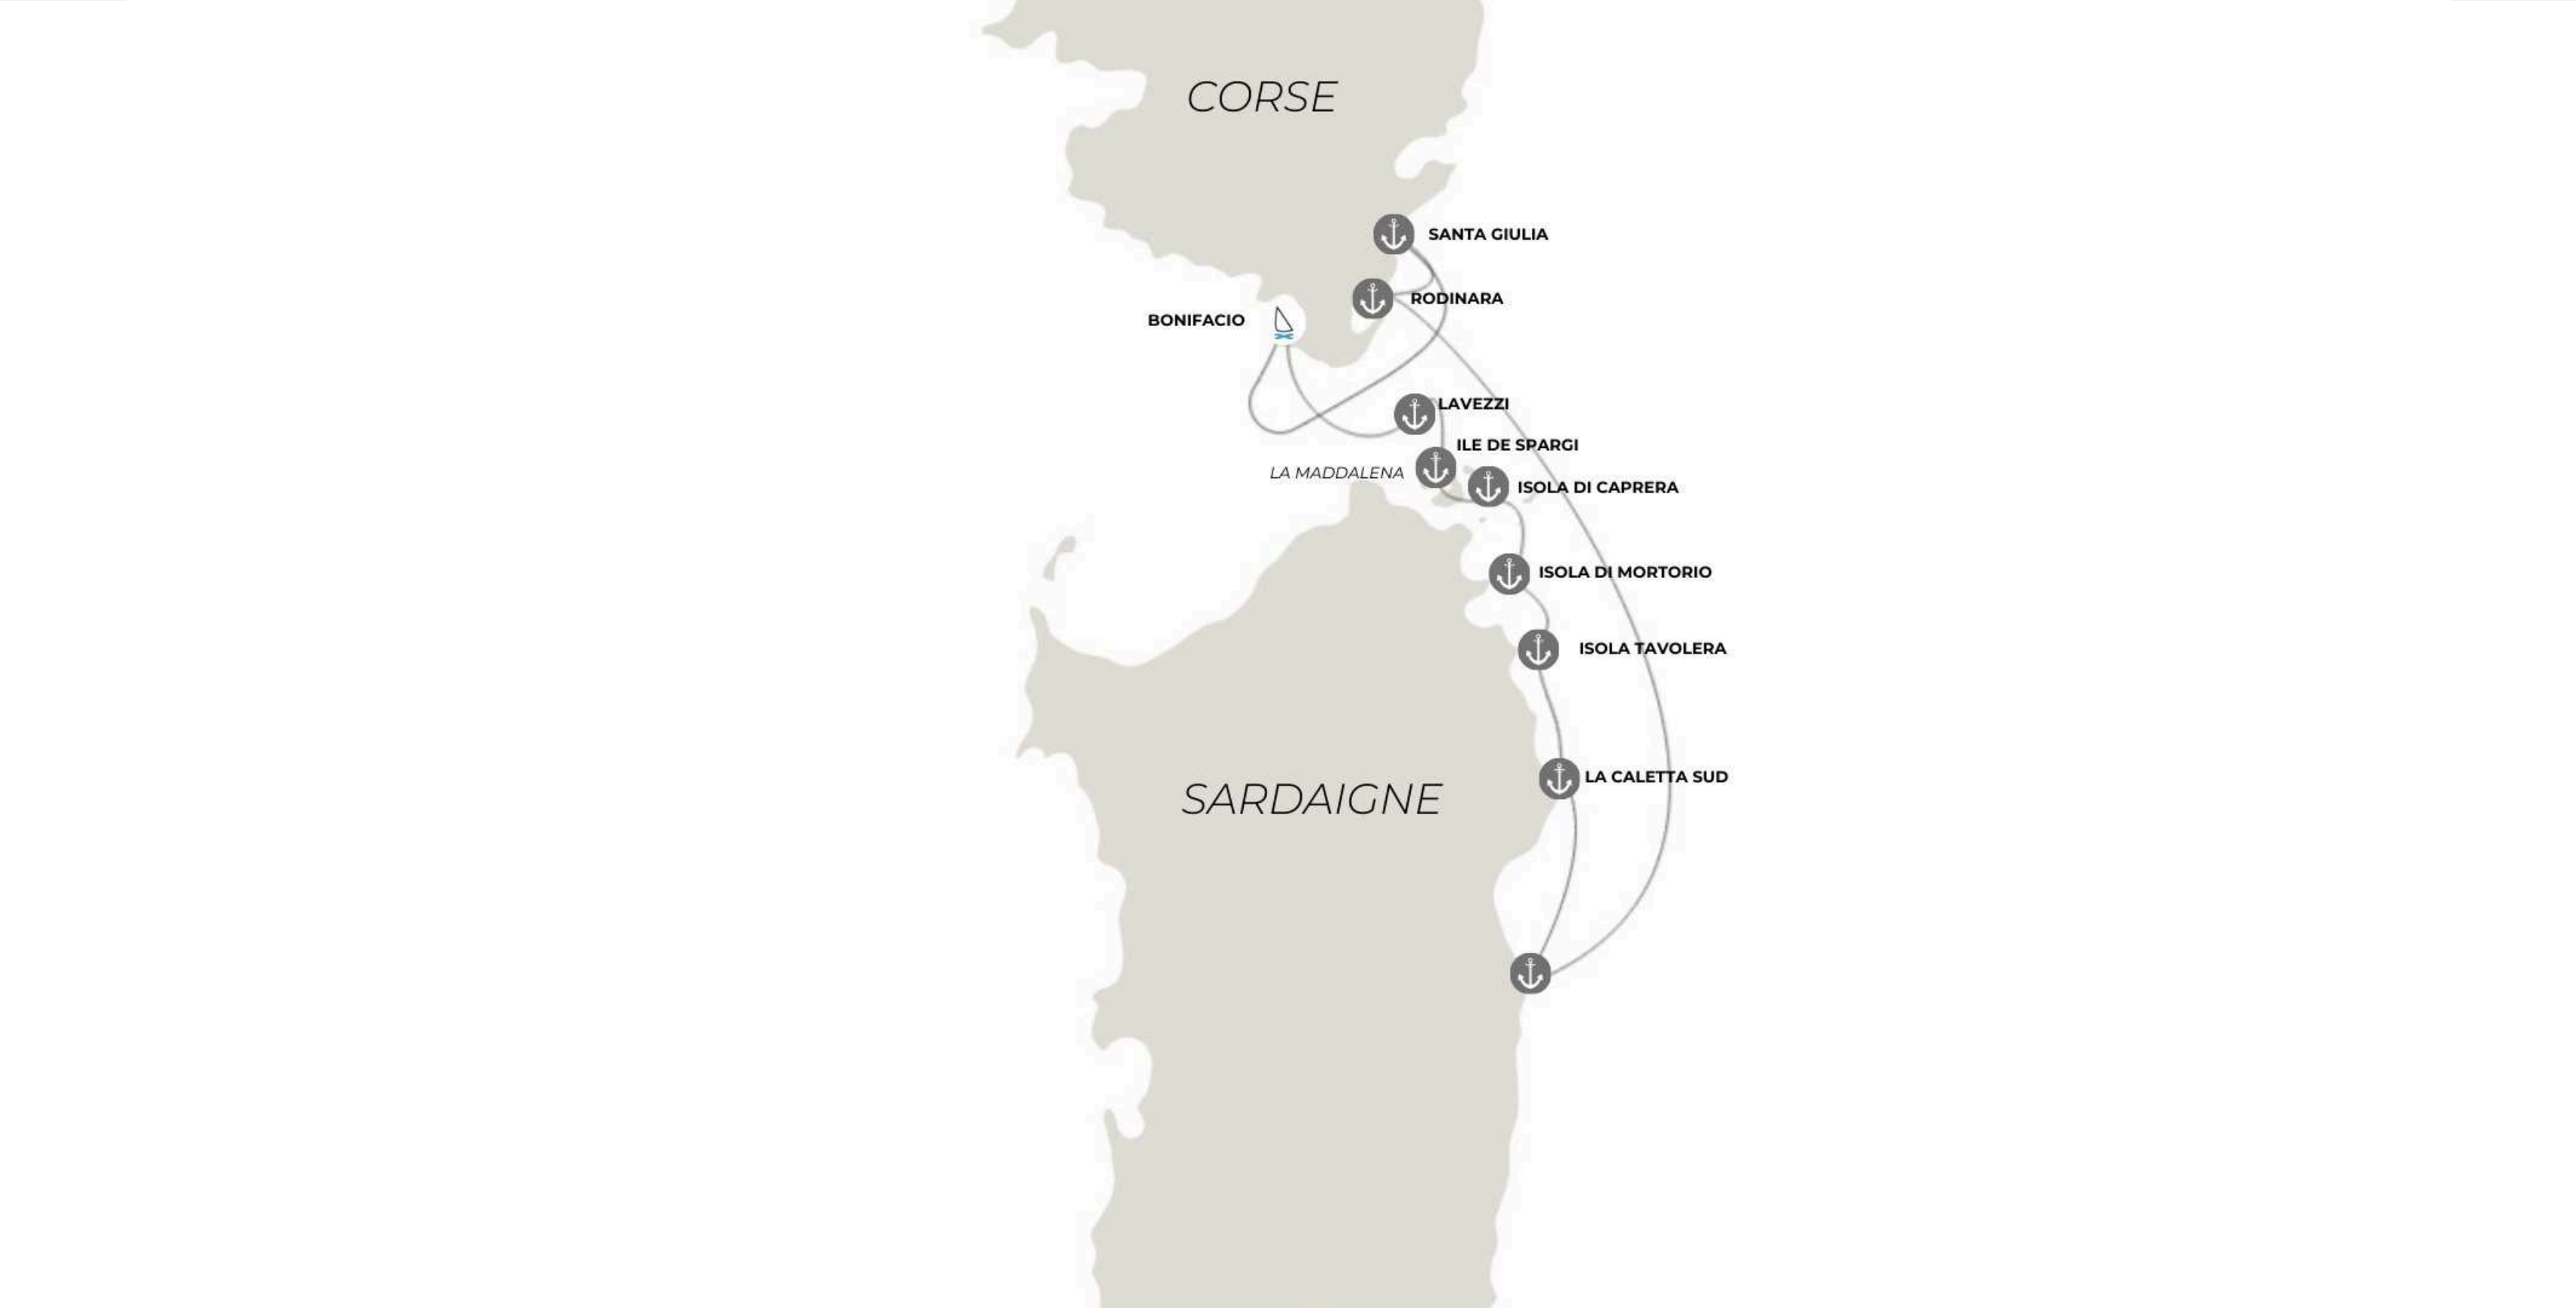 CORSE
SANTA GIULIA
RODINARA
BONIFACIO
LAVEZZI
ILE DE SPARGI
LA MADDALENA
ISOLA DI CAPRERA
ISOLA DI MORTORIO
ISOLA TAVOLERA
LA CALETTA SUD
SARDAIGNE